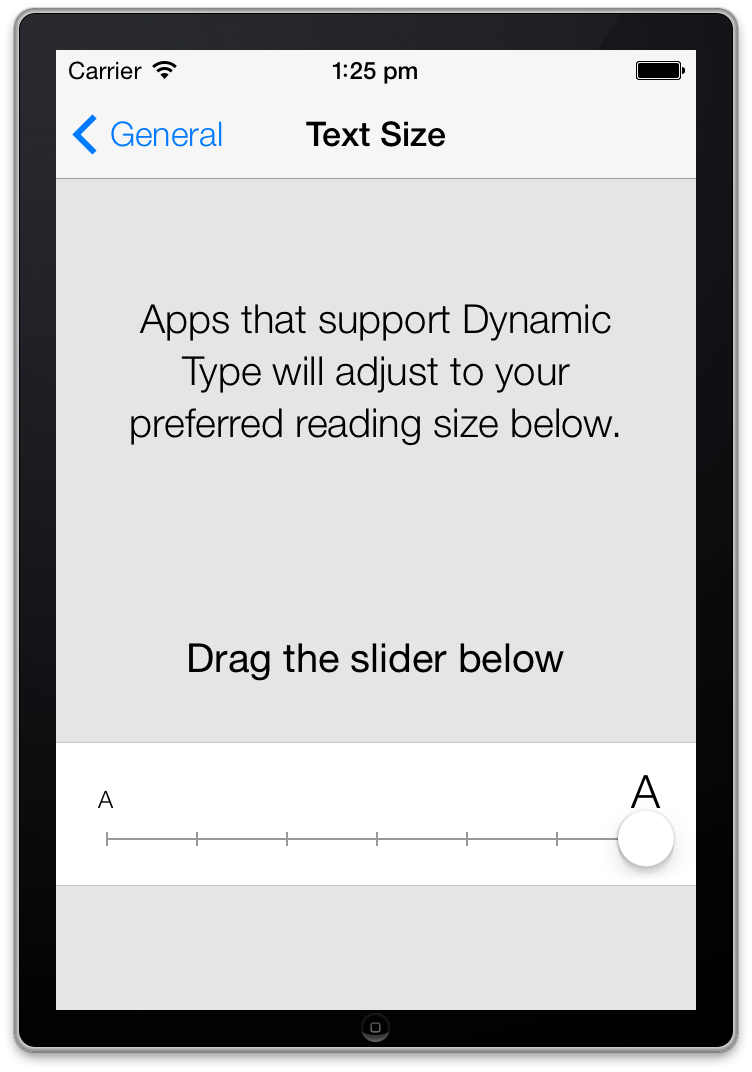 Carrier 1:25 pm
General Text Size
Apps that support Dynamic
Type will adjust to your
preferred reading size below.
Drag the slider below
A A